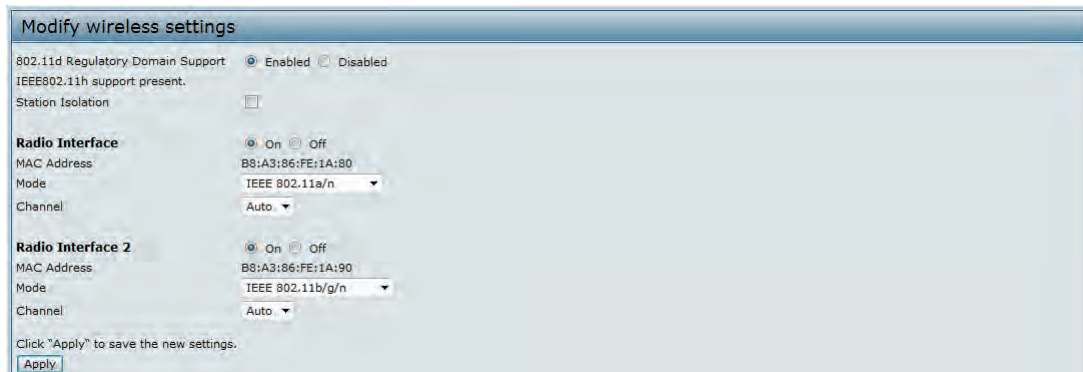 Modify wireless settings
802.11d Regulatory Domain Support Enabled Disabled
IEEE802.11h support present.
Station Isolation
Radio Interface On Off
MAC Address B8:A3:86:FE:1A:80
Mode IEEE 802.11a/n
Channel Auto
Radio Interface 2 On Off
MAC Address B8:A3:86:FE:1A:90
Mode IEEE 802.11b/g/n
Channel Auto
Click "Apply" to save the new settings.
Apply